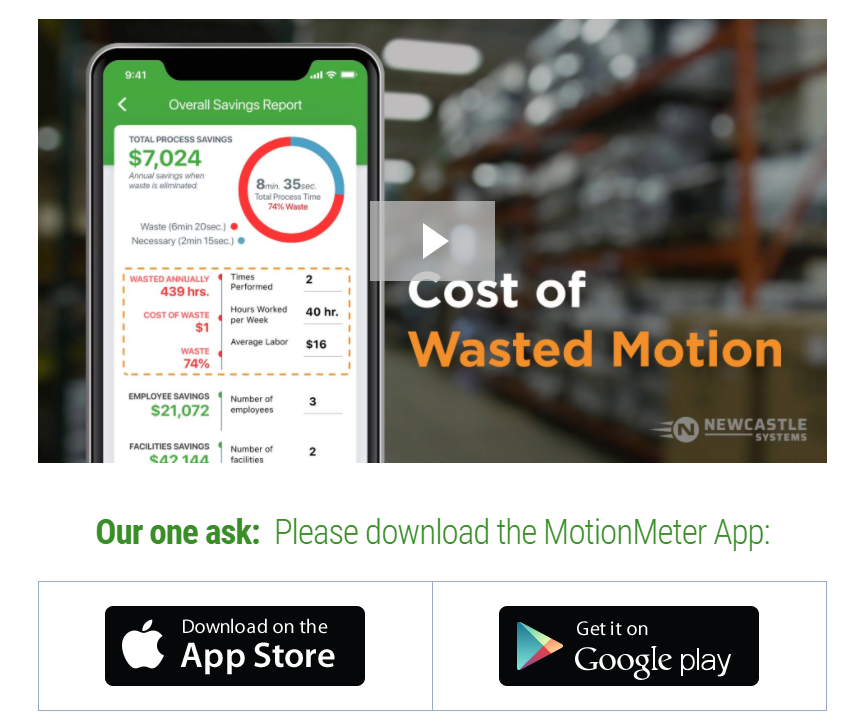 9:41
Overall Savings Report
TOTAL PROCESS SAVINGS
$7,024
Annual savings when
waste is eliminated.
8min. 35sec.
Total Process Time
74% Waste
Waste (6min 20sec.)
Necessary (2min 15sec.)
WASTED ANNUALLY
439 hrs.
Times
Performed
2
COST OF WASTE
$1
Hours Worked
per Week
40 hr.
WASTE
74%
Average Labor
$16
EMPLOYEE SAVINGS
$21,072
Number of
employees
3
FACILITIES SAVINGS
$42,144
Number of
facilities
2
Cost of
Wasted Motion
N NEWCASTLE
SYSTEMS
Our one ask: Please download the MotionMeter App:
Download on the
App Store
Get it on
Google play